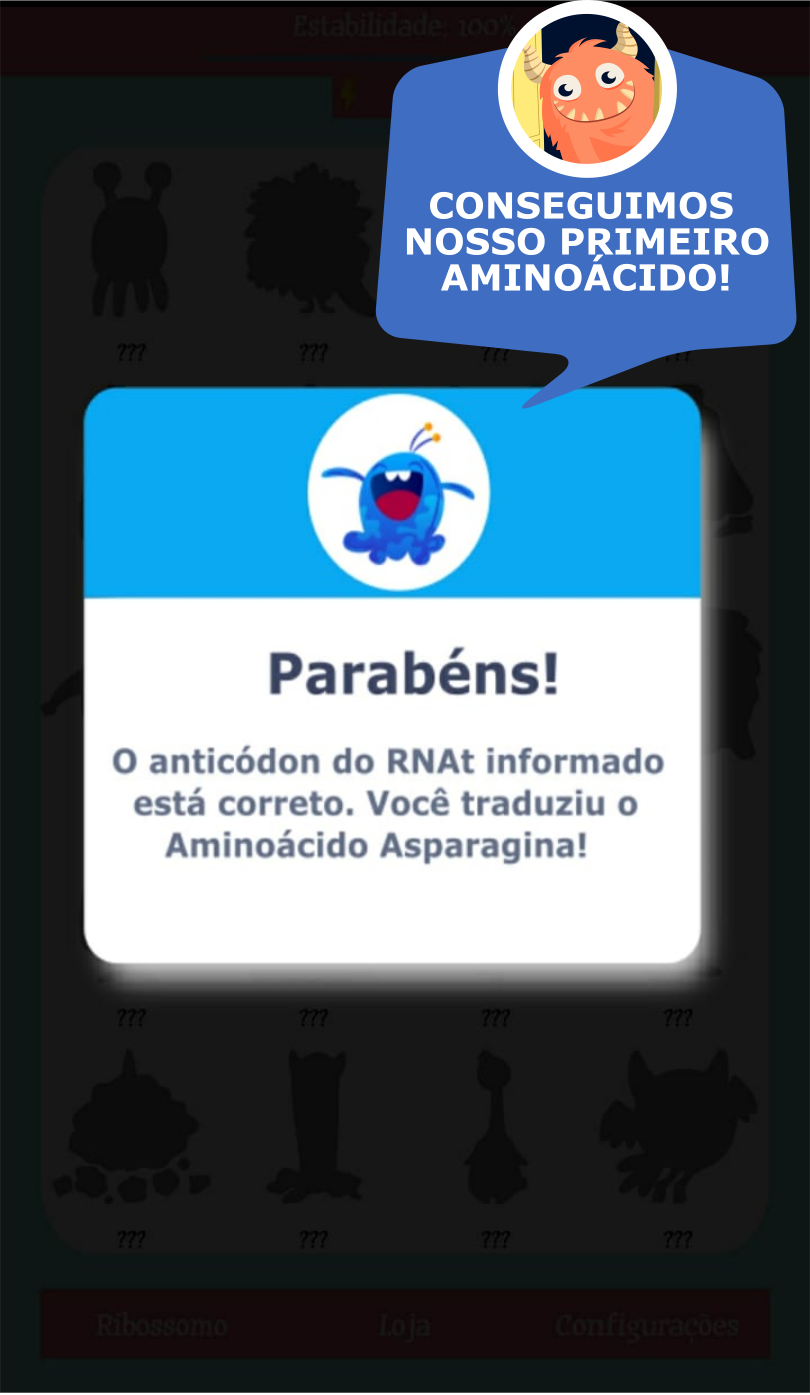 Estabilidade: 100%
CONSEGUIMOS
NOSSO PRIMEIRO
AMINOÁCIDO!
??? ??? ??? ???
Parabéns!
O anticódon do RNAt informado
está correto. Você traduziu o
Aminoácido Asparagina!
??? ??? ??? ???
??? ??? ??? ???
Ribossomo Loja Configurações